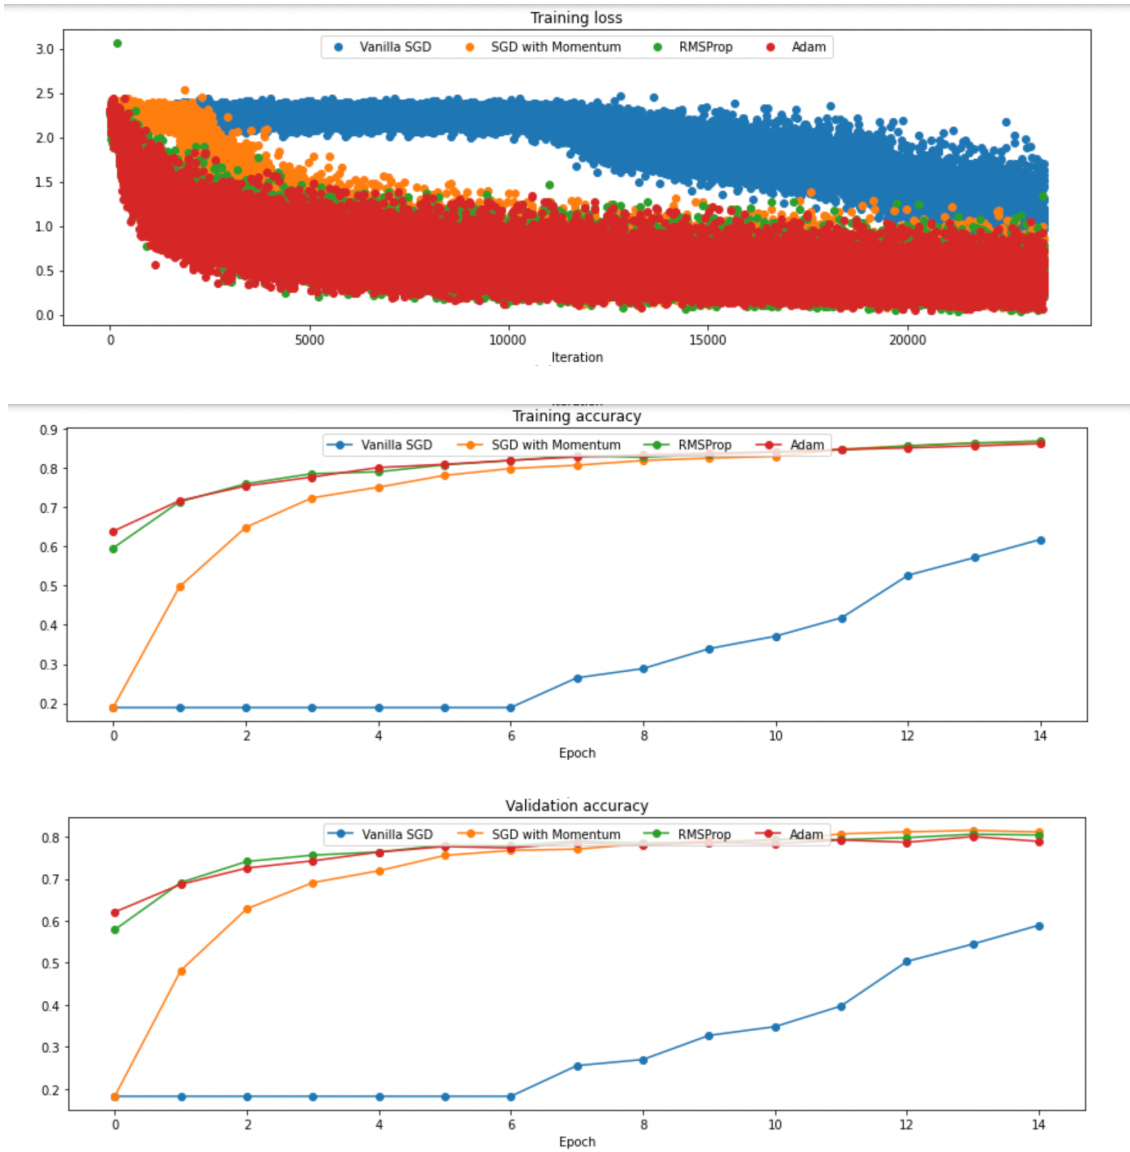 Training loss
Vanilla SGD SGD with Momentum RMSProp Adam
3.0
2.5
2.0
1.5
1.0
0.5
0.0
0 5000 10000 15000 20000
Iteration
Training accuracy
Vanilla SGD SGD with Momentum RMSProp Adam
0.9
0.8
0.7
0.6
0.5
0.4
0.3
0.2
0 2 4 6 8 10 12 14
Epoch
Validation accuracy
Vanilla SGD SGD with Momentum RMSProp Adam
0.8
0.7
0.6
0.5
0.4
0.3
0.2
0 2 4 6 8 10 12 14
Epoch